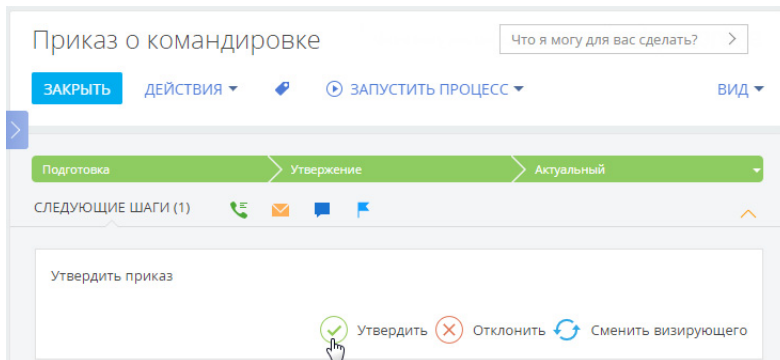 Приказ о командировке
Что я могу для вас сделать?
ЗАКРЫТЬ ДЕЙСТВИЯ ЗАПУСТИТЬ ПРОЦЕСС ВИД
Подготовка Утвержение Актуальный
СЛЕДУЮЩИЕ ШАГИ (1)
Утвердить приказ
Утвердить Отклонить Сменить визирующего